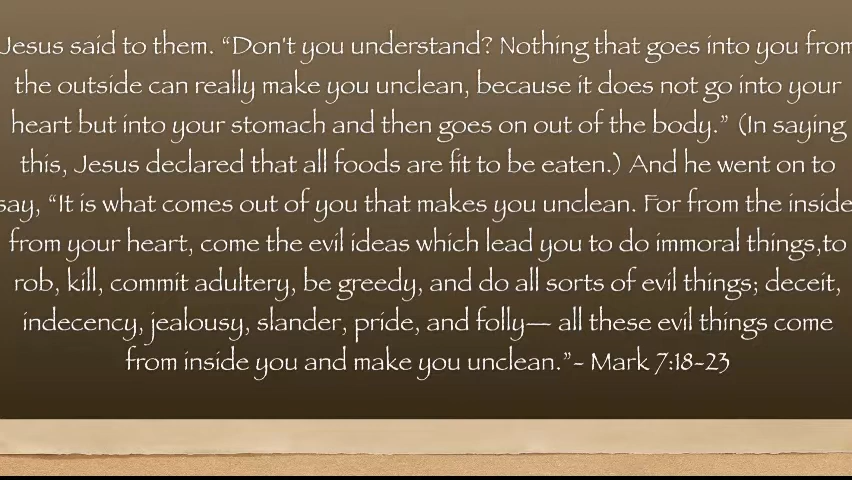 Jesus said to them. “Don't you understand? Nothing that goes into you from
the outside can really make you unclean, because it does not go into your
heart but into your stomach and then goes on out of the body.” (In saying
this, Jesus declared that all foods are fit to be eaten.) And he went on to
say, “It is what comes out of you that makes you unclean. For from the inside
from your heart, come the evil ideas which lead you to do immoral things,to
rob, kill, commit adultery, be greedy, and do all sorts of evil things; deceit,
indecency, jealousy, slander, pride, and folly— all these evil things come
from inside you and make you unclean.”- Mark 7:18-23